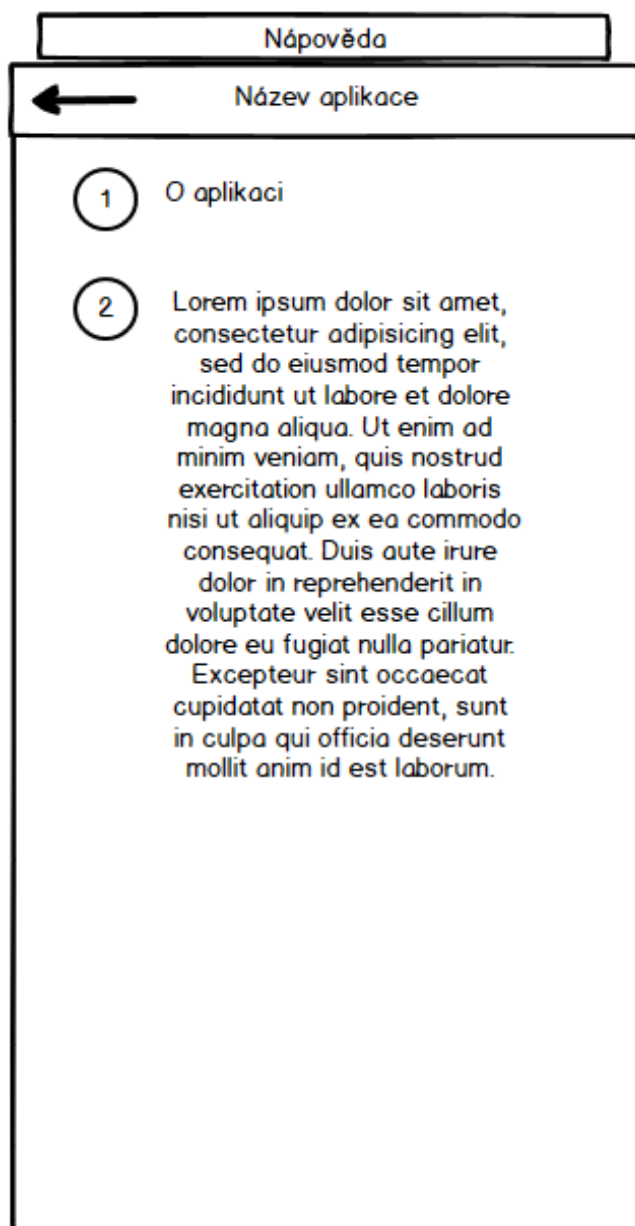 Nápověda
Název aplikace
1 O aplikaci
2 Lorem ipsum dolor sit amet,
consectetur adipisicing elit,
sed do eiusmod tempor
incididunt ut labore et dolore
magna aliqua. Ut enim ad
minim veniam, quis nostrud
exercitation ullamco laboris
nisi ut aliquip ex ea commodo
consequat. Duis aute irure
dolor in reprehenderit in
voluptate velit esse cillum
dolore eu fugiat nulla pariatur.
Excepteur sint occaecat
cupidatat non proident, sunt
in culpa qui officia deserunt
mollit anim id est laborum.